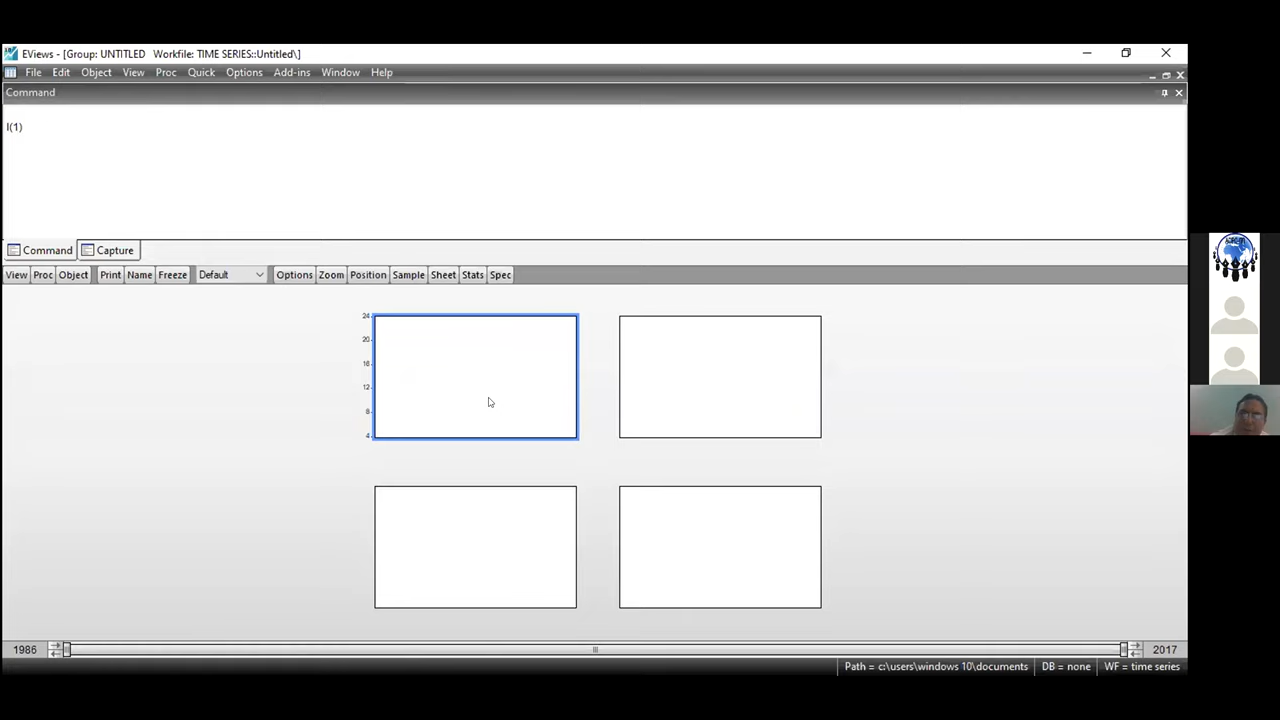 EViews - [Group: UNTITLED   Workfile: TIME SERIES::Untitled\]
File Edit Object View Proc Quick Options Add-ins Window Help
Command
I(1)
Command Capture
View Proc Object Print Name Freeze Default Options Zoom Position Sample Sheet Stats Spec
24
20
16
12
8
4
1986 2017
Path = c:\users\windows 10\documents DB = none WF = time series